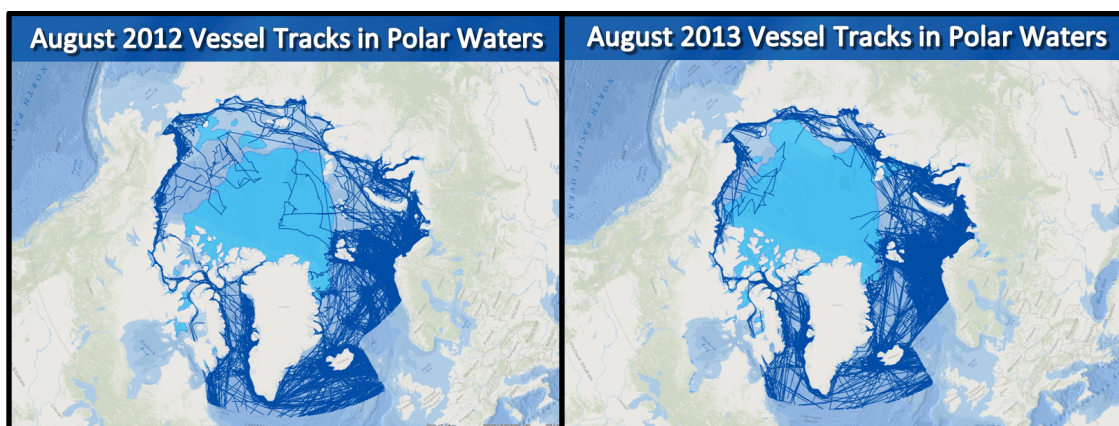 August 2012 Vessel Tracks in Polar Waters
August 2013 Vessel Tracks in Polar Waters
NORTH PACIFIC OCEAN